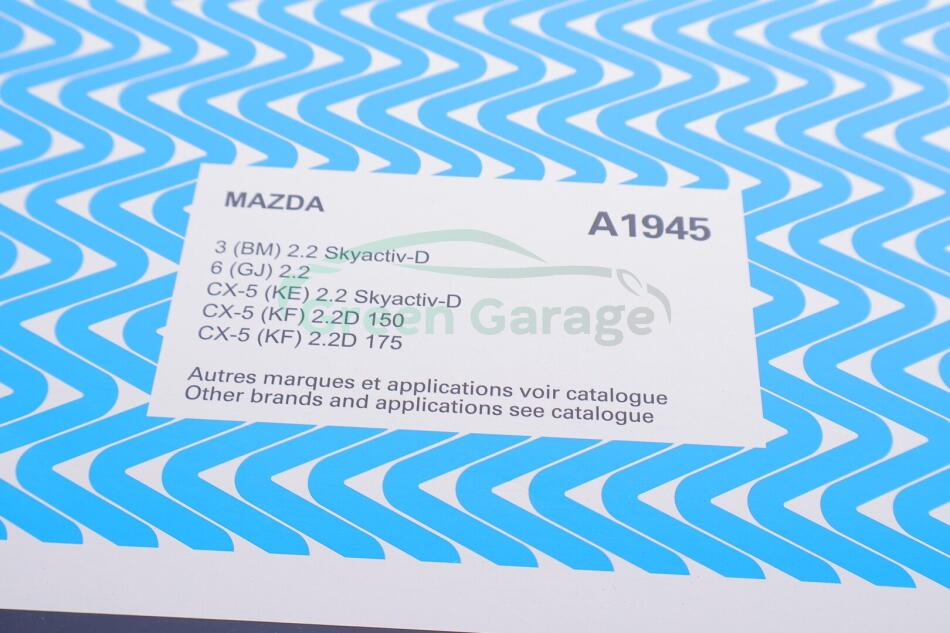 MAZDA
A1945
3 (BM) 2.2 Skyactiv-D
6 (GJ) 2.2
CX-5 (KE) 2.2 Skyactiv-D
CX-5 (KF) 2.2D 150
CX-5 (KF) 2.2D 175
Green Garage
Autres marques et applications voir catalogue
Other brands and applications see catalogue